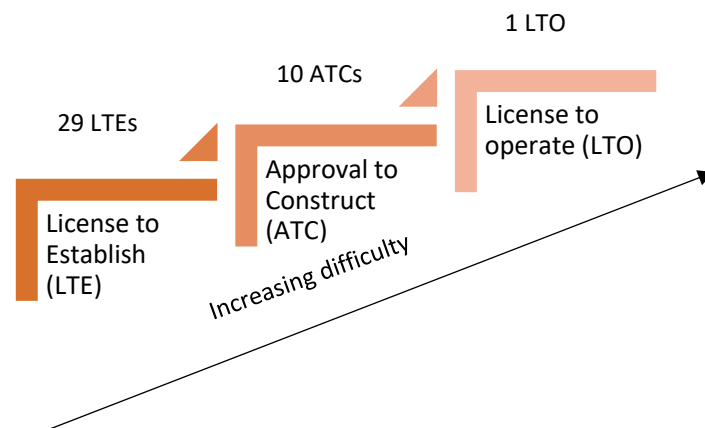 1 LTO
10 ATCs
29 LTEs
License to
operate (LTO)
Approval to
Construct
(ATC)
License to
Establish
(LTE)
Increasing difficulty